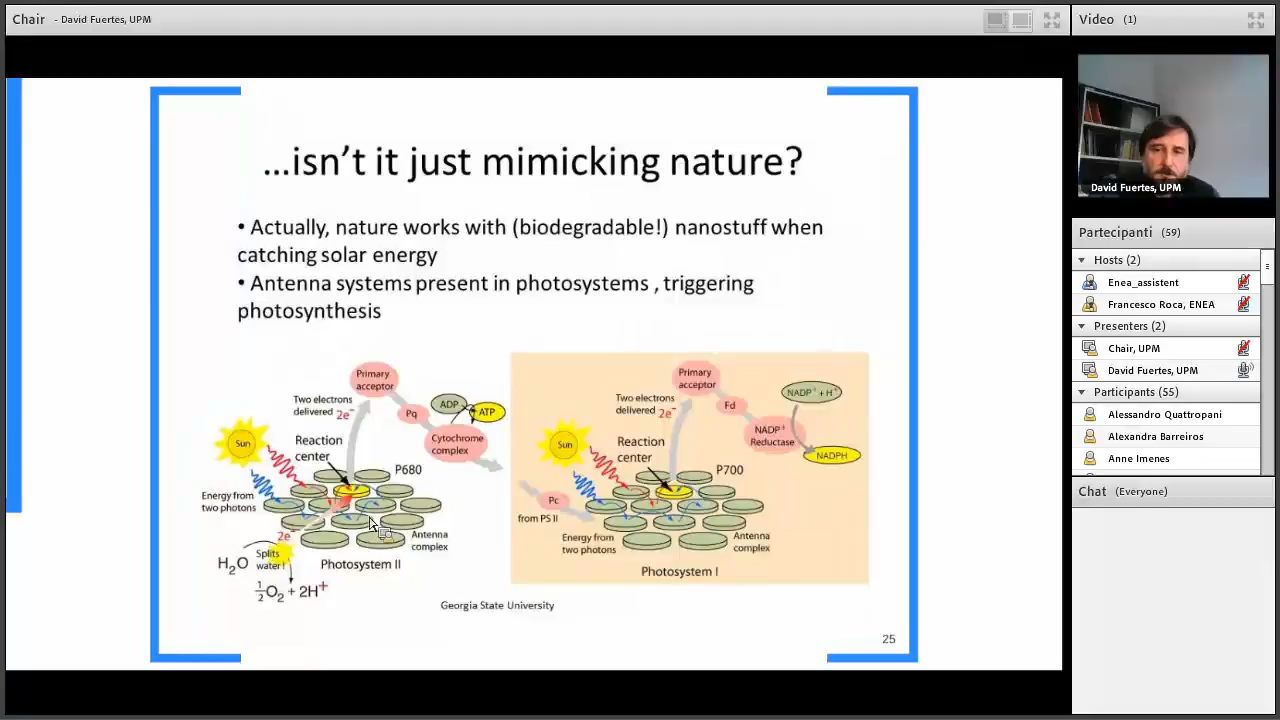 Chair - David Fuertes, UPM
Video (1)
David Fuertes, UPM
Partecipanti (59)
Hosts (2)
Enea_assistent
Francesco Roca, ENEA
Presenters (2)
Chair, UPM
David Fuertes, UPM
Participants (55)
Alessandro Quattropani
Alexandra Barreiros
Anne Imenes
Chat (Everyone)
...isn't it just mimicking nature?
• Actually, nature works with (biodegradable!) nanostuff when
catching solar energy
• Antenna systems present in photosystems , triggering
photosynthesis
Primary
acceptor
Two electrons
delivered 2e⁻
Pq
ADP
ATP
Cytochrome
complex
Sun
Reaction
center
P680
Energy from
two photons
2e⁻
Antenna
complex
H₂O
Splits
water!
½O₂ + 2H⁺
Photosystem II
Primary
acceptor
Two electrons
delivered 2e⁻
Fd
NADP⁺ + H⁺
NADP⁺
Reductase
NADPH
Sun
Reaction
center
P700
Pc
from PS II
Energy from
two photons
Antenna
complex
Photosystem I
Georgia State University
25